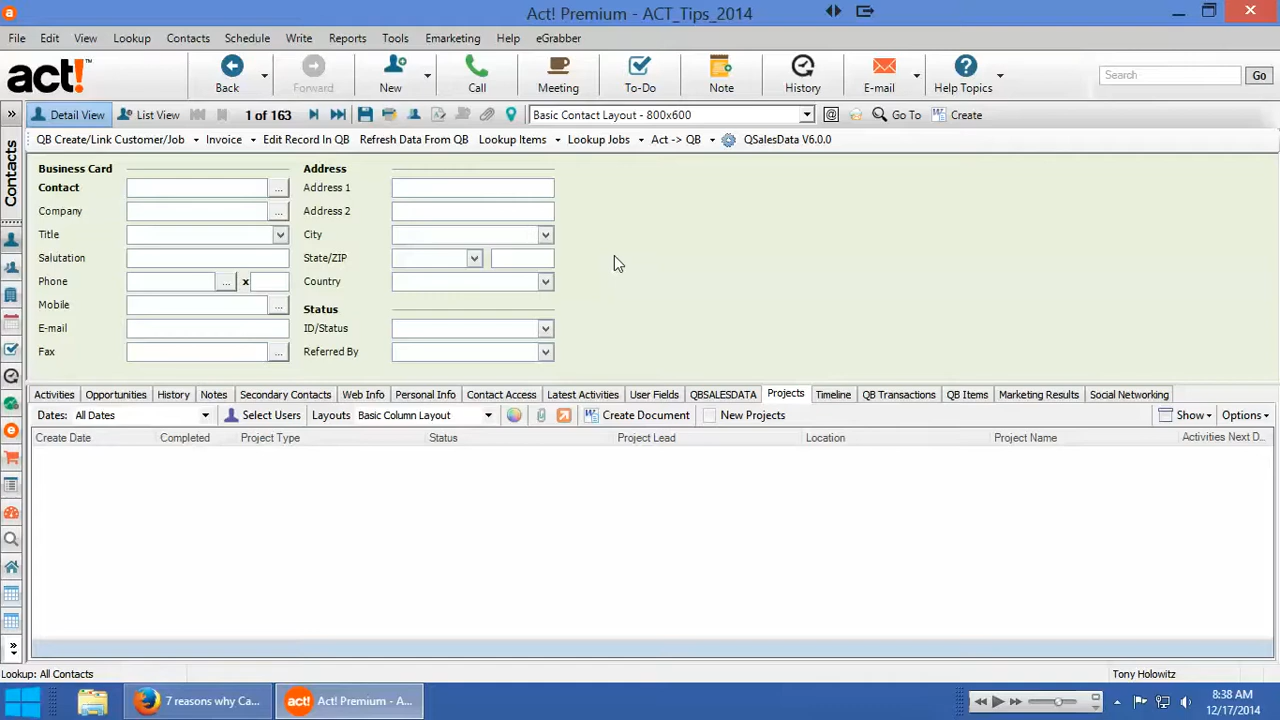 Act! Premium - ACT_Tips_2014
File Edit View Lookup Contacts Schedule Write Reports Tools Emarketing Help eGrabber
act!™ Back Forward New Call Meeting To-Do Note History E-mail Help Topics Search Go
Detail View List View 1 of 163 Basic Contact Layout - 800x600 Go To Create
QB Create/Link Customer/Job Invoice Edit Record In QB Refresh Data From QB Lookup Items Lookup Jobs Act -> QB QSalesData V6.0.0
Contacts
Business Card Address
Contact ... Address 1
Company ... Address 2
Title City
Salutation State/ZIP
Phone ... x Country
Mobile ... Status
E-mail ID/Status
Fax ... Referred By
Activities Opportunities History Notes Secondary Contacts Web Info Personal Info Contact Access Latest Activities User Fields QBSALESDATA Projects Timeline QB Transactions QB Items Marketing Results Social Networking
Dates: All Dates Select Users Layouts Basic Column Layout Create Document New Projects Show Options
Create Date Completed Project Type Status Project Lead Location Project Name Activities Next D...
Lookup: All Contacts Tony Holowitz
7 reasons why Ca... act! Act! Premium - A...
8:38 AM
12/17/2014